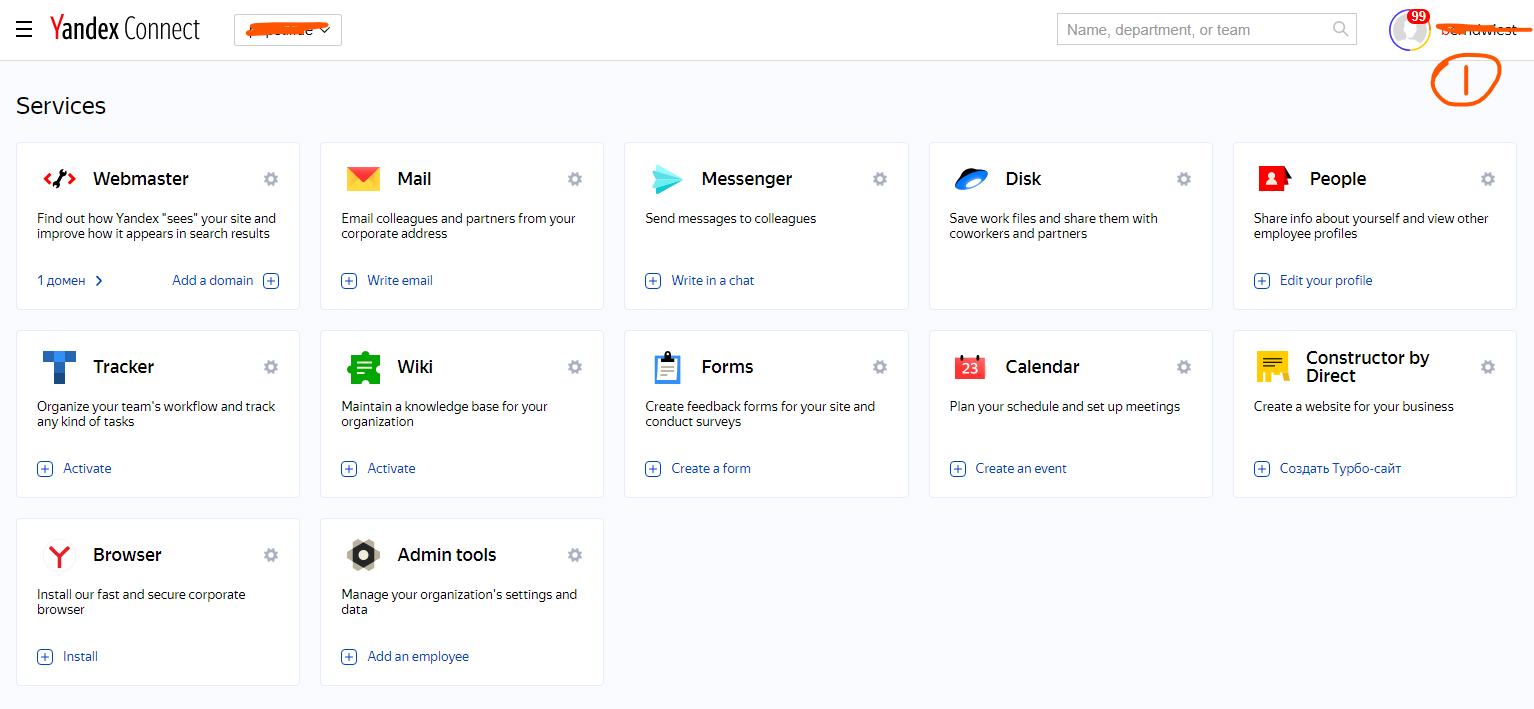 Yandex Connect
Name, department, or team
99
1
Services
Webmaster
Find out how Yandex "sees" your site and
improve how it appears in search results
1 домен
Add a domain
Mail
Email colleagues and partners from your
corporate address
Write email
Messenger
Send messages to colleagues
Write in a chat
Disk
Save work files and share them with
coworkers and partners
People
Share info about yourself and view other
employee profiles
Edit your profile
Tracker
Organize your team's workflow and track
any kind of tasks
Activate
Wiki
Maintain a knowledge base for your
organization
Activate
Forms
Create feedback forms for your site and
conduct surveys
Create a form
23
Calendar
Plan your schedule and set up meetings
Create an event
Constructor by
Direct
Create a website for your business
Создать Турбо-сайт
Browser
Install our fast and secure corporate
browser
Install
Admin tools
Manage your organization's settings and
data
Add an employee